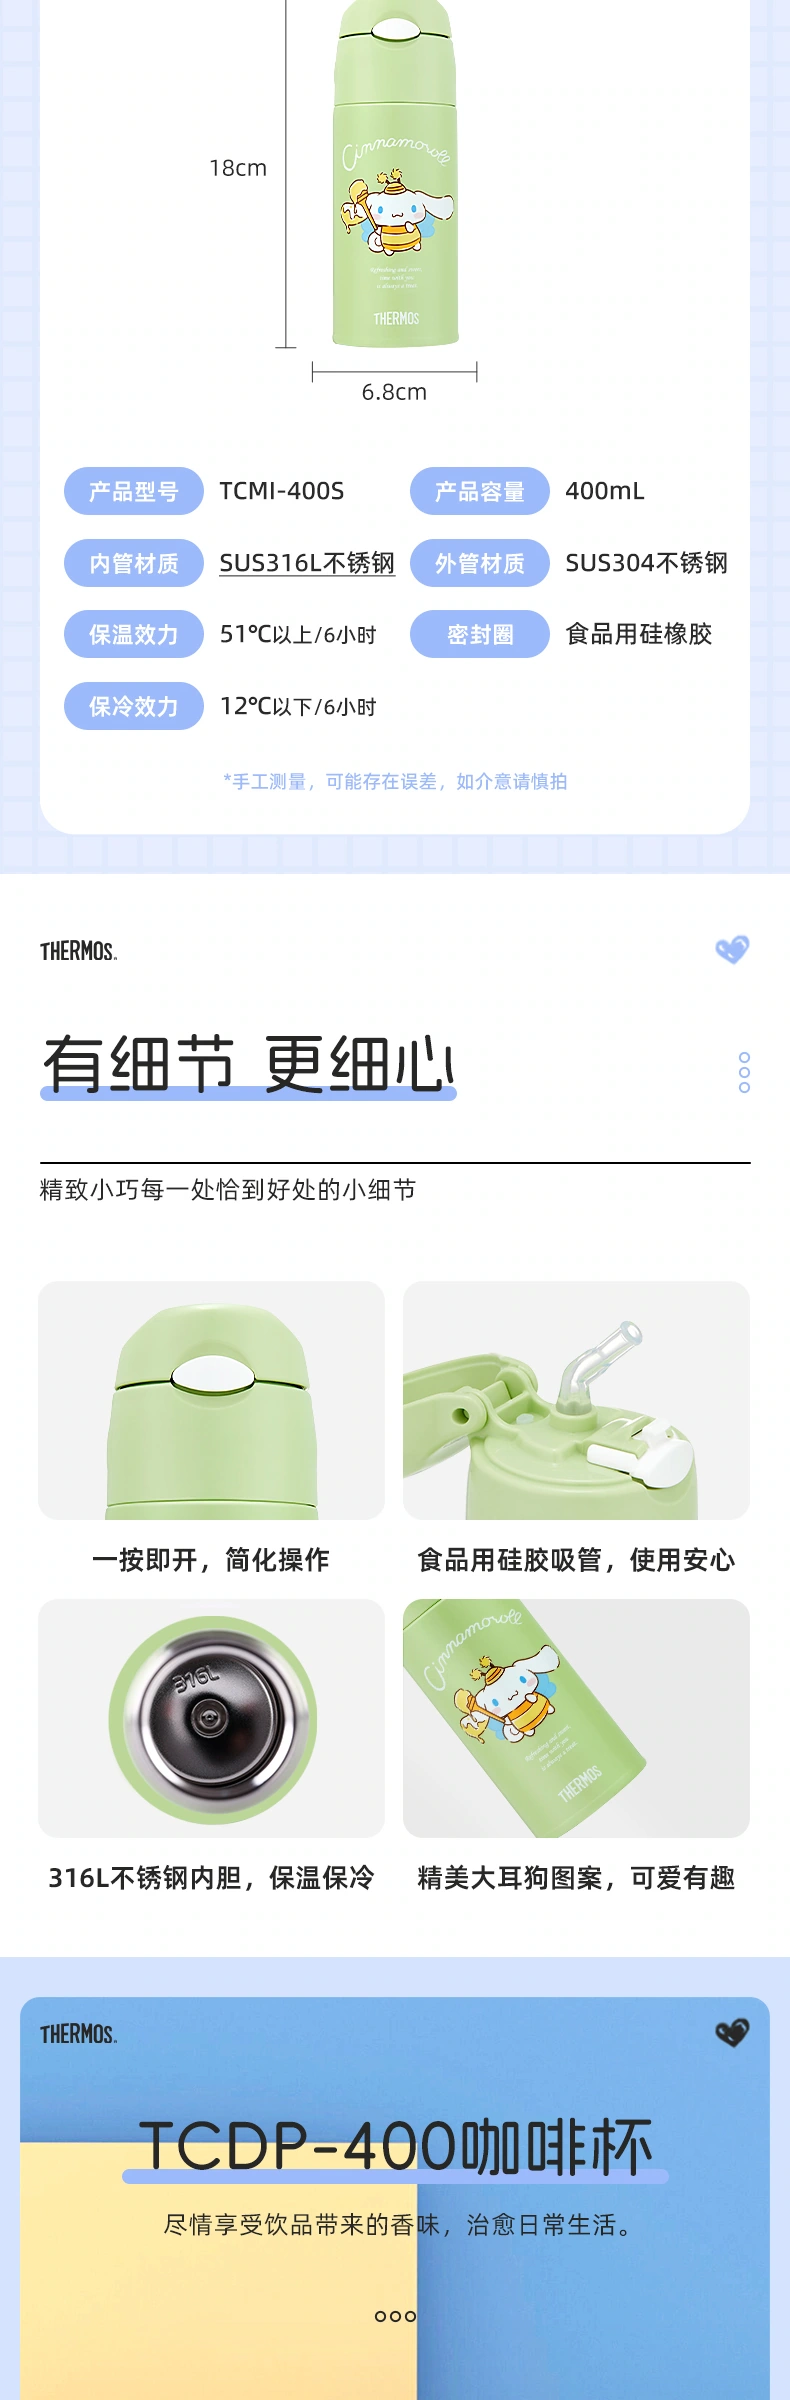 18cm
Cinnamoroll
Refreshing and sweet,
time with you
is always a treat.
THERMOS
6.8cm
产品型号 TCMI-400S 产品容量 400mL
内管材质 SUS316L不锈钢 外管材质 SUS304不锈钢
保温效力 51℃以上/6小时 密封圈 食品用硅橡胶
保冷效力 12℃以下/6小时
*手工测量，可能存在误差，如介意请慎拍
THERMOS
有细节 更细心
精致小巧每一处恰到好处的小细节
一按即开，简化操作
食品用硅胶吸管，使用安心
316L
Cinnamoroll
THERMOS
316L不锈钢内胆，保温保冷
精美大耳狗图案，可爱有趣
THERMOS
TCDP-400咖啡杯
尽情享受饮品带来的香味，治愈日常生活。